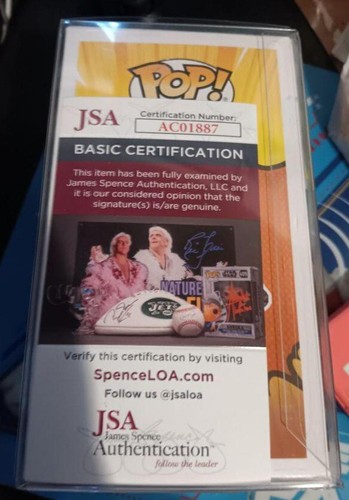 POP!
JSA
Certification Number:
AC01887
BASIC CERTIFICATION
This item has been fully examined by
James Spence Authentication, LLC and
it is our considered opinion that the
signature(s) is/are genuine.
NATURE
JETS
Verify this certification by visiting
SpenceLOA.com
Follow us @jsaloa
JSA
James Spence
Authentication
follow the leader